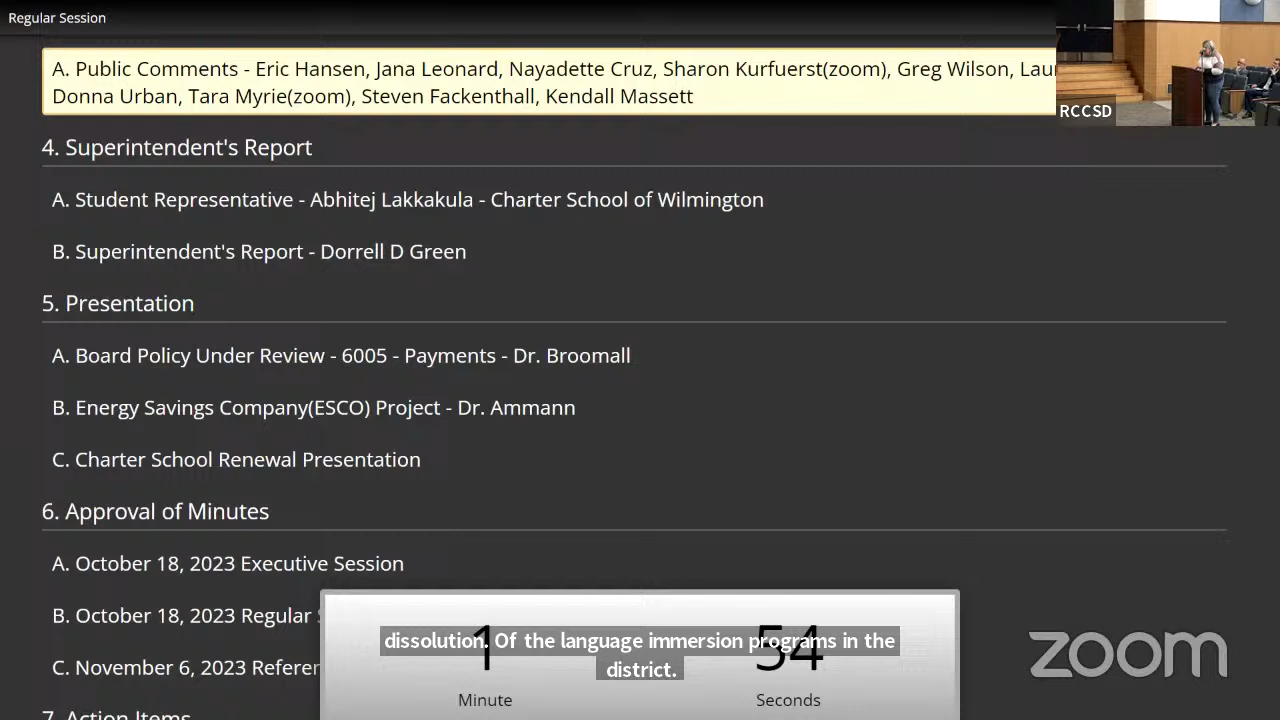 Regular Session
A. Public Comments - Eric Hansen, Jana Leonard, Nayadette Cruz, Sharon Kurfuerst(zoom), Greg Wilson,
Donna Urban, Tara Myrie(zoom), Steven Fackenthall, Kendall Massett
RCCSD
4. Superintendent's Report
A. Student Representative - Abhitej Lakkakula - Charter School of Wilmington
B. Superintendent's Report - Dorrell D Green
5. Presentation
A. Board Policy Under Review - 6005 - Payments - Dr. Broomall
B. Energy Savings Company(ESCO) Project - Dr. Ammann
C. Charter School Renewal Presentation
6. Approval of Minutes
A. October 18, 2023 Executive Session
B. October 18, 2023 Regular
C. November 6, 2023
7. Action Items
dissolution. Of the language immersion programs in the
district.
1 54
Minute Seconds
zoom